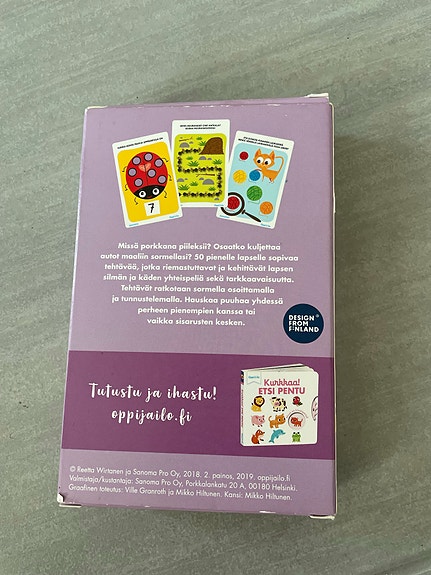 7
Missä porkkana piileksii? Osaatko kuljettaa
autot maaliin sormellasi? 50 pienelle lapselle sopivaa
tehtävää, jotka riemastuttavat ja kehittävät lapsen
silmän ja käden yhteispeliä sekä tarkkaavaisuutta.
Tehtävät ratkotaan sormella osoittamalla
ja tunnustelemalla. Hauskaa puuhaa yhdessä
perheen pienempien kanssa tai
vaikka sisarusten kesken.
DESIGN
FROM
FINLAND
Tutustu ja ihastu!
oppijailo.fi
Kurkkaa!
ETSI PENTU
© Reetta Wirtanen ja Sanoma Pro Oy, 2018. 2. painos, 2019. oppijailo.fi
Valmistaja/kustantaja: Sanoma Pro Oy, Porkkalankatu 20 A, 00180 Helsinki.
Graafinen toteutus: Ville Granroth ja Mikko Hiltunen. Kansi: Mikko Hiltunen.